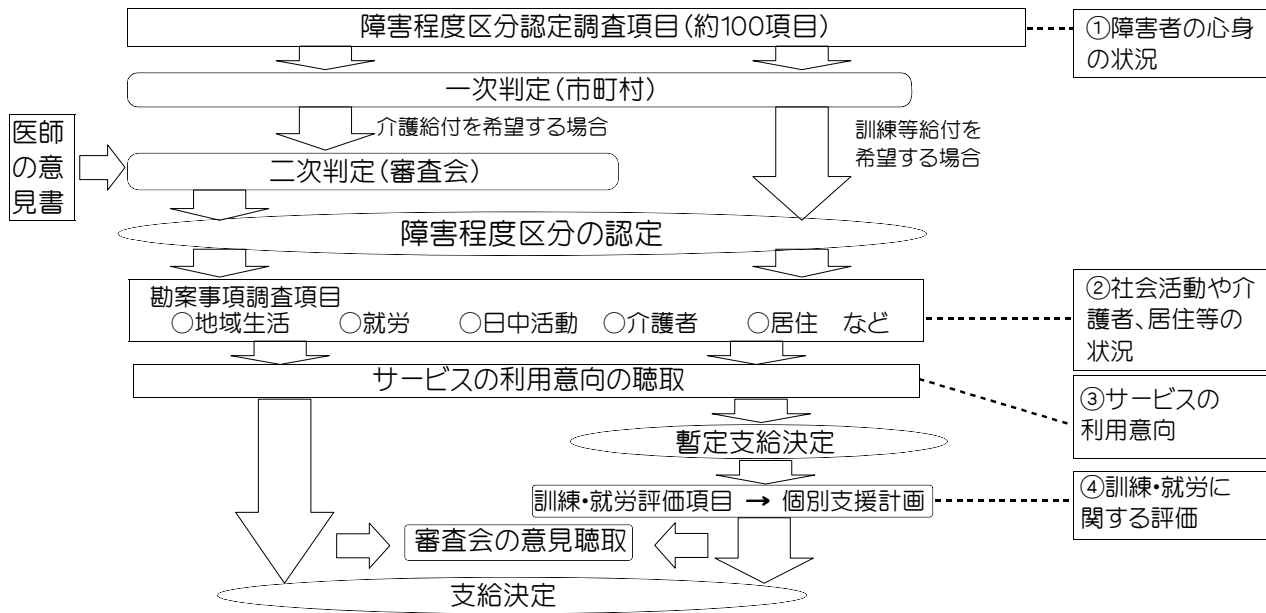 障害程度区分認定調査項目（約100項目）
①障害者の心身
の状況
一次判定（市町村）
医師
の意
見書
介護給付を希望する場合
訓練等給付を
希望する場合
二次判定（審査会）
障害程度区分の認定
勘案事項調査項目
○地域生活 ○就労 ○日中活動 ○介護者 ○居住 など
②社会活動や介
護者、居住等の
状況
サービスの利用意向の聴取
③サービスの
利用意向
暫定支給決定
訓練・就労評価項目 → 個別支援計画
④訓練・就労に
関する評価
審査会の意見聴取
支給決定